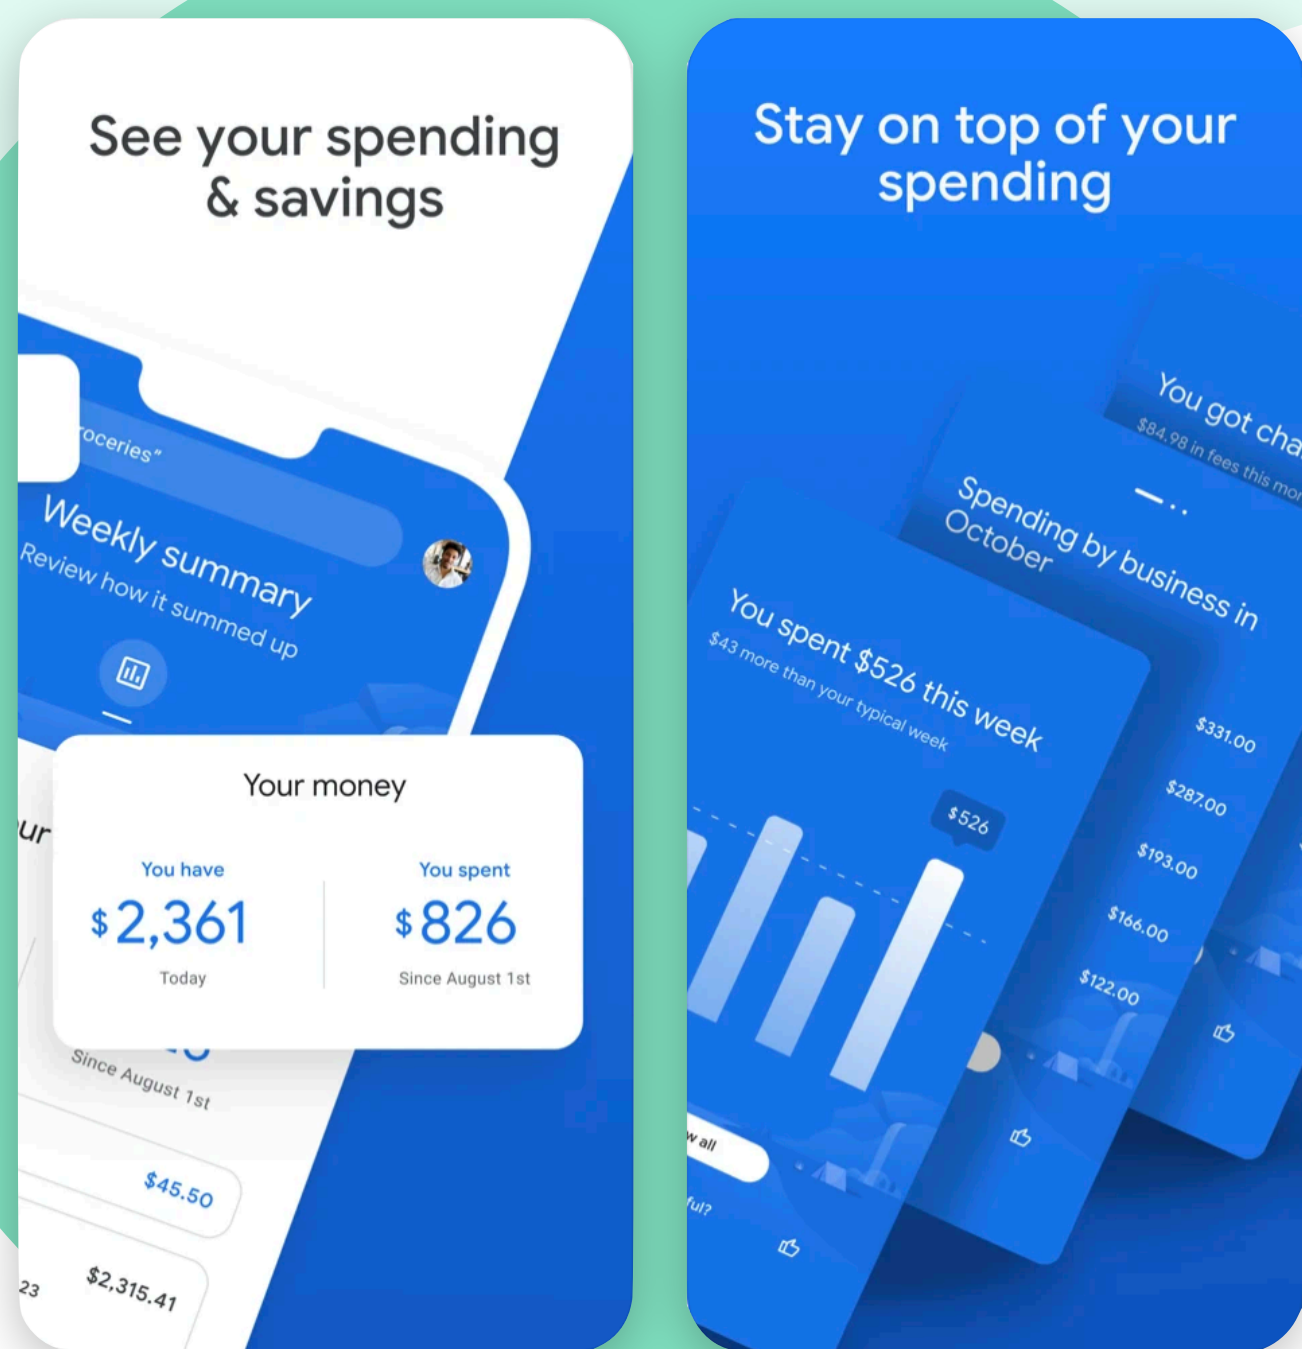 See your spending
& savings
roceries"
Weekly summary
Review how it summed up
Your money
You have
$2,361
Today
You spent
$826
Since August 1st
ur
Since August 1st
$45.50
$2,315.41
23
Stay on top of your
spending
You got cha
$84.98 in fees this mon
Spending by business in
October
$331.00
$287.00
$193.00
$166.00
$122.00
You spent $526 this week
$43 more than your typical week
$526
w all
ful?